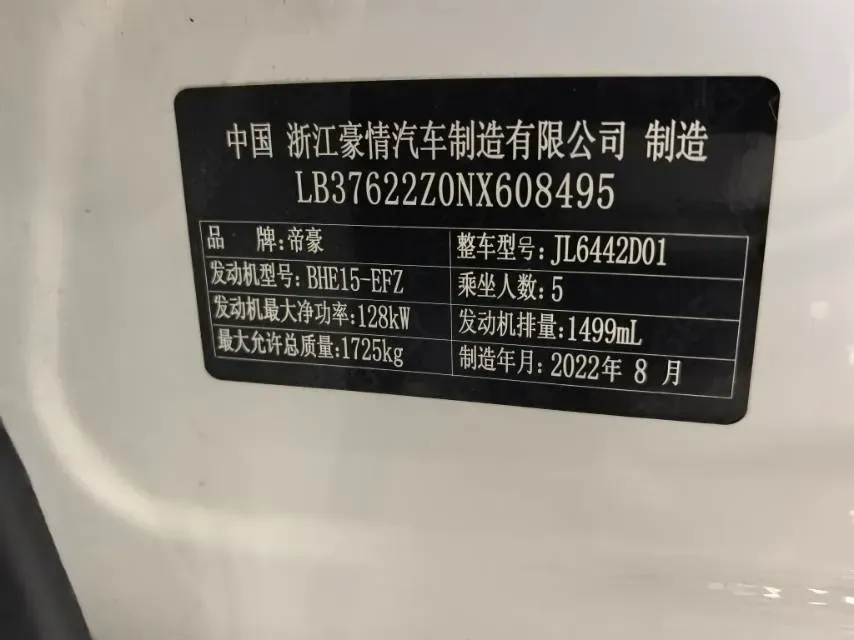 中国 浙江豪情汽车制造有限公司 制造
LB37622Z0NX608495
品 牌:帝豪 整车型号:JL6442D01
发动机型号:BHE15-EFZ 乘坐人数:5
发动机最大净功率:128kW 发动机排量:1499mL
最大允许总质量:1725kg 制造年月:2022年 8 月